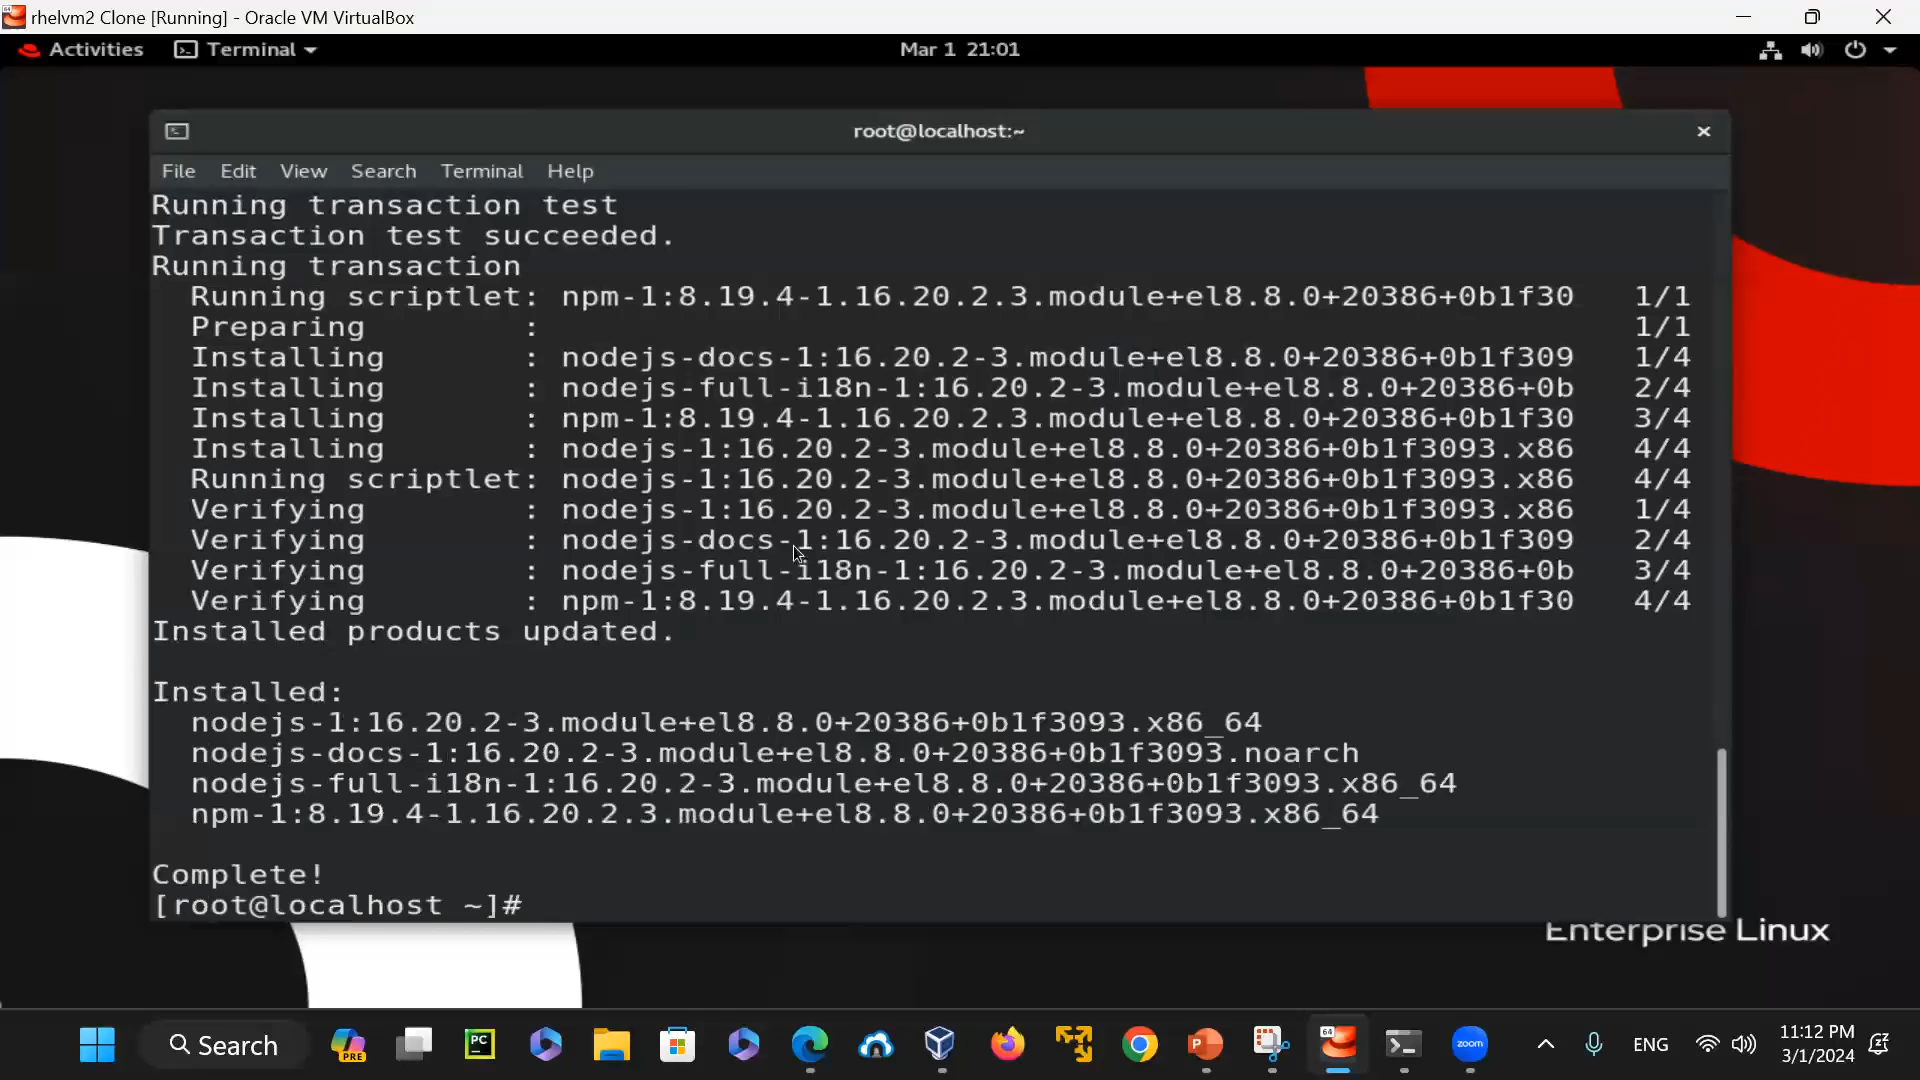 rhelvm2 Clone [Running] - Oracle VM VirtualBox
Activities Terminal Mar 1 21:01
root@localhost:~
File Edit View Search Terminal Help
Running transaction test
Transaction test succeeded.
Running transaction
Running scriptlet: npm-1:8.19.4-1.16.20.2.3.module+el8.8.0+20386+0b1f30 1/1
Preparing : 1/1
Installing : nodejs-docs-1:16.20.2-3.module+el8.8.0+20386+0b1f309 1/4
Installing : nodejs-full-i18n-1:16.20.2-3.module+el8.8.0+20386+0b 2/4
Installing : npm-1:8.19.4-1.16.20.2.3.module+el8.8.0+20386+0b1f30 3/4
Installing : nodejs-1:16.20.2-3.module+el8.8.0+20386+0b1f3093.x86 4/4
Running scriptlet: nodejs-1:16.20.2-3.module+el8.8.0+20386+0b1f3093.x86 4/4
Verifying : nodejs-1:16.20.2-3.module+el8.8.0+20386+0b1f3093.x86 1/4
Verifying : nodejs-docs-1:16.20.2-3.module+el8.8.0+20386+0b1f309 2/4
Verifying : nodejs-full-i18n-1:16.20.2-3.module+el8.8.0+20386+0b 3/4
Verifying : npm-1:8.19.4-1.16.20.2.3.module+el8.8.0+20386+0b1f30 4/4
Installed products updated.
Installed:
nodejs-1:16.20.2-3.module+el8.8.0+20386+0b1f3093.x86_64
nodejs-docs-1:16.20.2-3.module+el8.8.0+20386+0b1f3093.noarch
nodejs-full-i18n-1:16.20.2-3.module+el8.8.0+20386+0b1f3093.x86_64
npm-1:8.19.4-1.16.20.2.3.module+el8.8.0+20386+0b1f3093.x86_64
Complete!
[root@localhost ~]#
Enterprise Linux
Search PRE PC P 64 zoom ENG 11:12 PM
3/1/2024